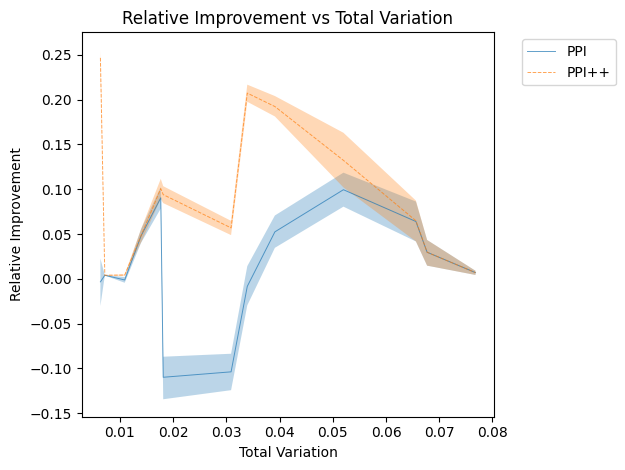 Relative Improvement vs Total Variation
PPI
PPI++
Relative Improvement
0.25
0.20
0.15
0.10
0.05
0.00
−0.05
−0.10
−0.15
0.01 0.02 0.03 0.04 0.05 0.06 0.07 0.08
Total Variation